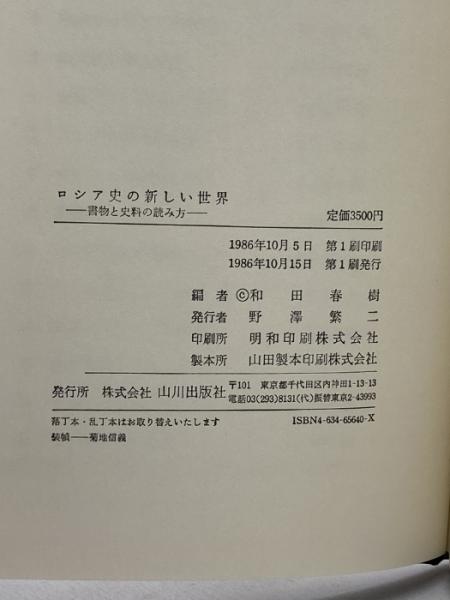 ロシア史の新しい世界
——書物と史料の読み方——
定価3500円
1986年10月5日 第1刷印刷
1986年10月15日 第1刷発行
編者 ©和田春樹
発行者 野澤繁二
印刷所 明和印刷株式会社
製本所 山田製本印刷株式会社
発行所 株式会社 山川出版社
〒101 東京都千代田区内神田1-13-13
電話03(293)8131(代)振替東京2-43993
落丁本・乱丁本はお取り替えいたします
ISBN4-634-65640-X
装幀——菊地信義